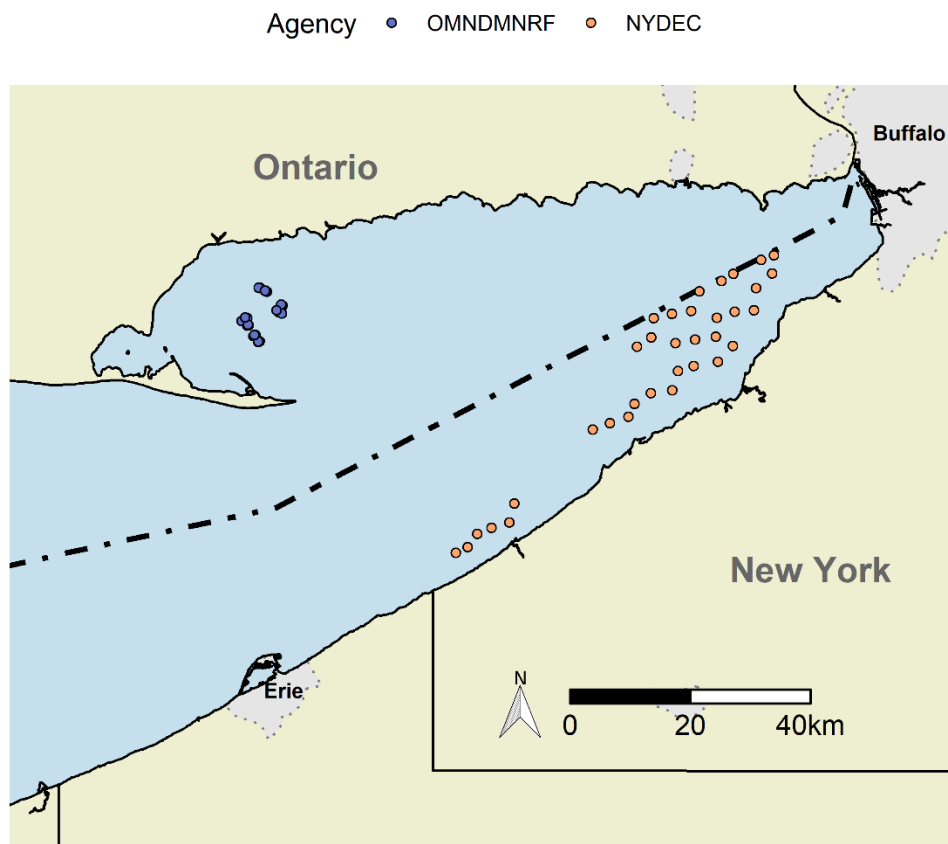 Agency OMNDMNRF NYDEC
Buffalo
Ontario
New York
Erie
N
0 20 40km